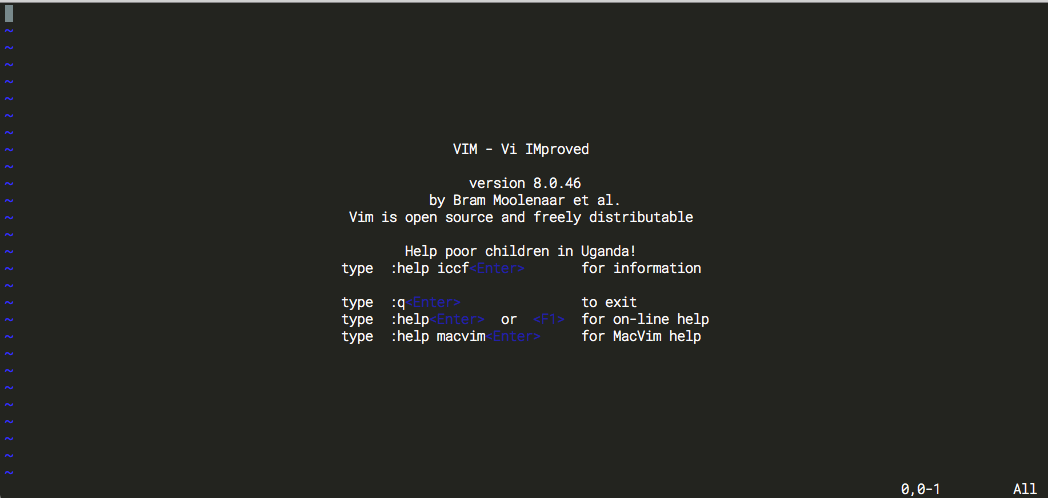 ~
~
~
~
~
~
~
~ VIM - Vi IMproved
~
~ version 8.0.46
~ by Bram Moolenaar et al.
~ Vim is open source and freely distributable
~
~ Help poor children in Uganda!
~ type :help iccf<Enter> for information
~
~ type :q<Enter> to exit
~ type :help<Enter> or <F1> for on-line help
~ type :help macvim<Enter> for MacVim help
~
~
~
~
~
~
~
~
0,0-1 All